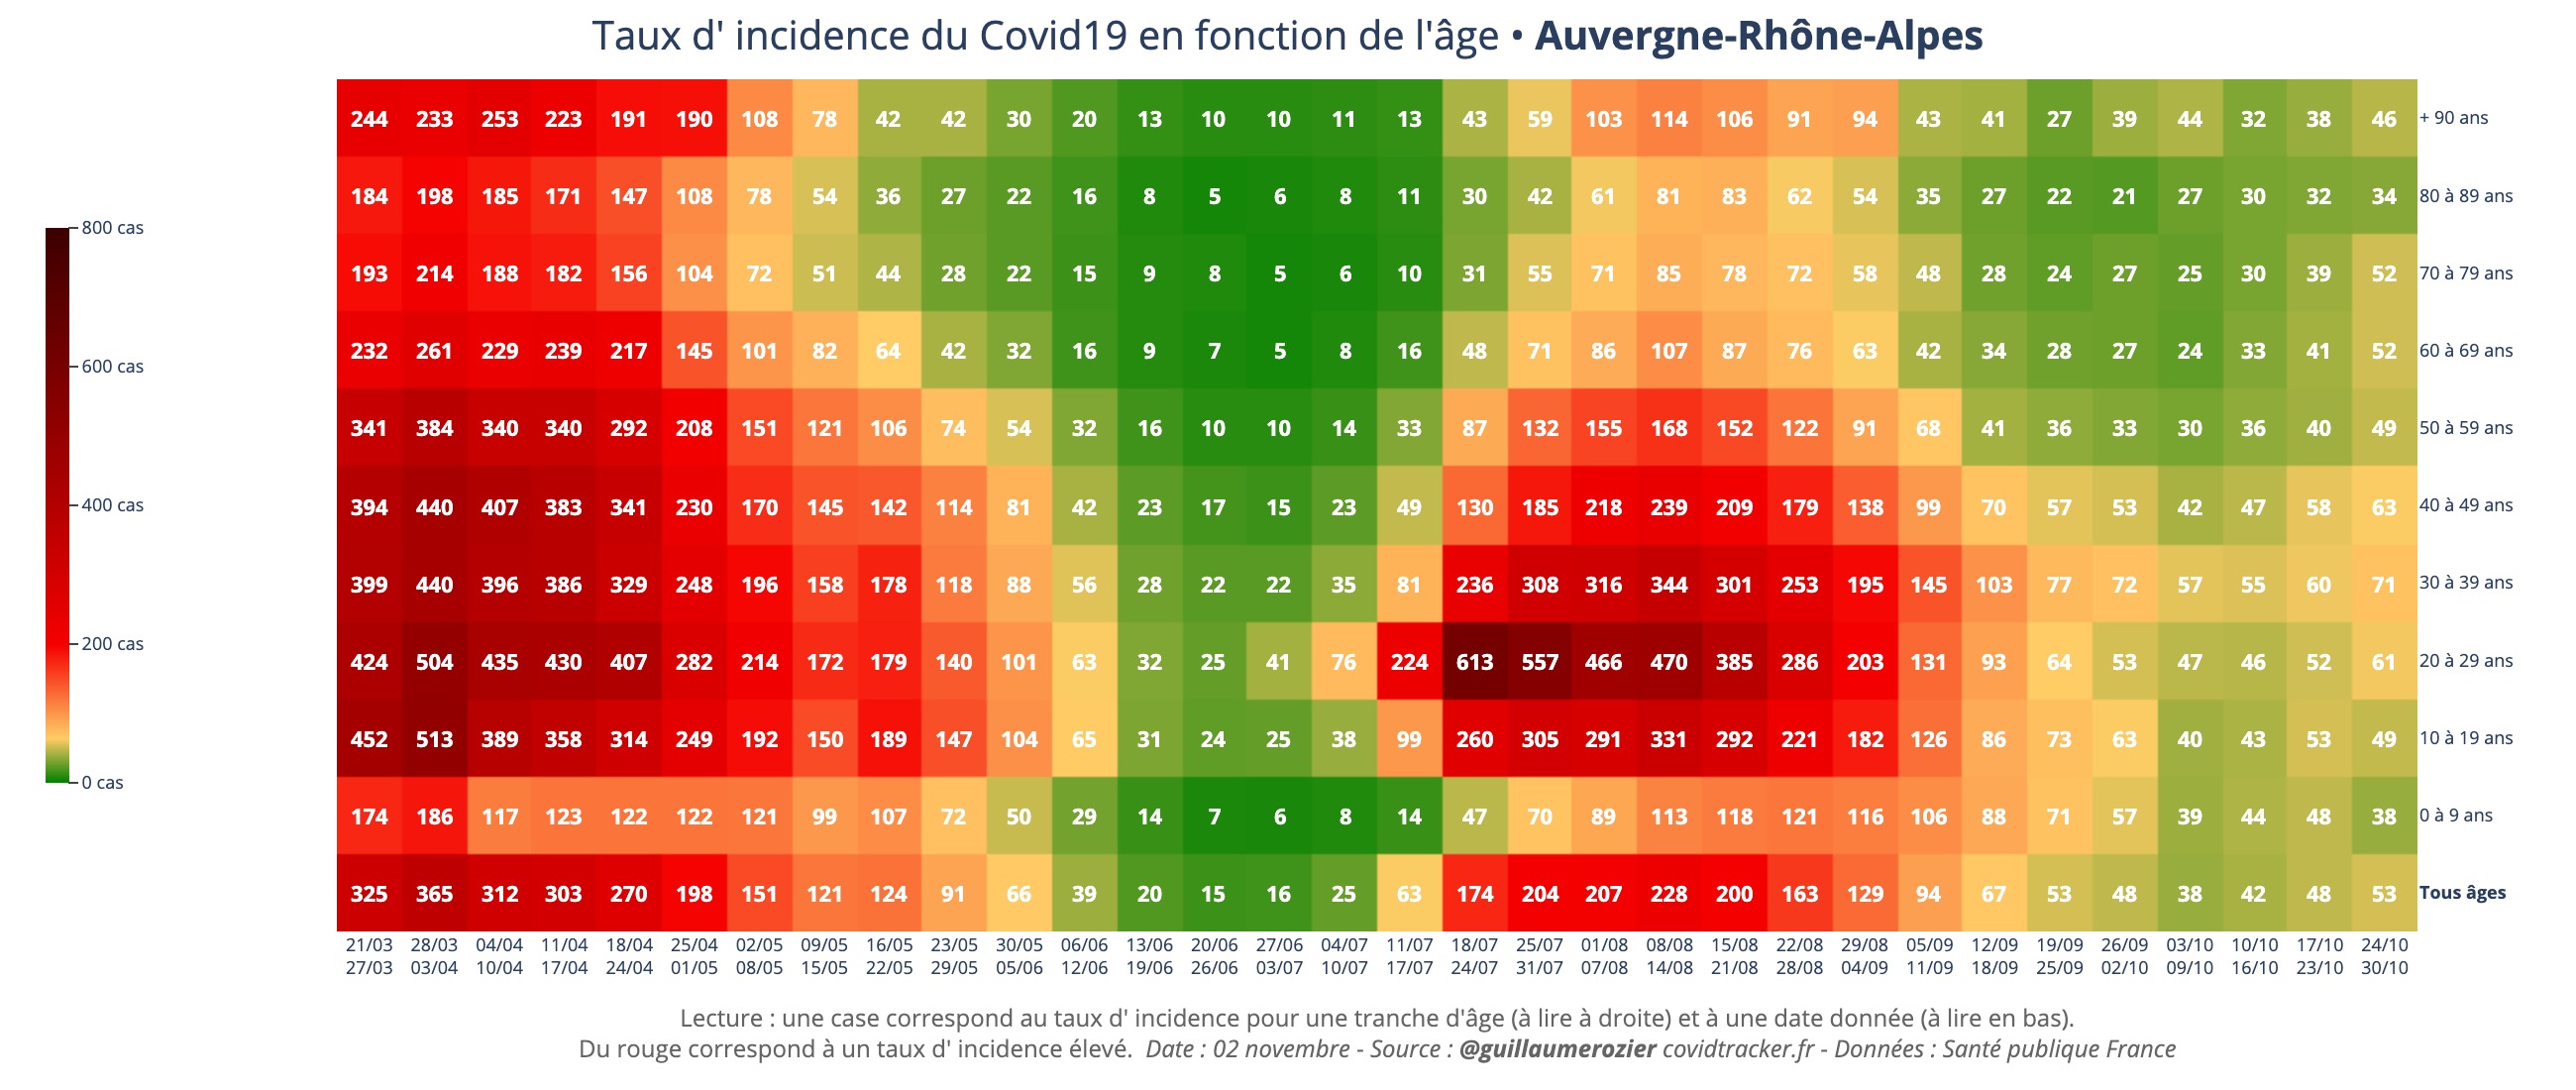 Taux d' incidence du Covid19 en fonction de l'âge • Auvergne-Rhône-Alpes
800 cas
600 cas
400 cas
200 cas
0 cas
244 233 253 223 191 190 108 78 42 42 30 20 13 10 10 11 13 43 59 103 114 106 91 94 43 41 27 39 44 32 38 46 + 90 ans
184 198 185 171 147 108 78 54 36 27 22 16 8 5 6 8 11 30 42 61 81 83 62 54 35 27 22 21 27 30 32 34 80 à 89 ans
193 214 188 182 156 104 72 51 44 28 22 15 9 8 5 6 10 31 55 71 85 78 72 58 48 28 24 27 25 30 39 52 70 à 79 ans
232 261 229 239 217 145 101 82 64 42 32 16 9 7 5 8 16 48 71 86 107 87 76 63 42 34 28 27 24 33 41 52 60 à 69 ans
341 384 340 340 292 208 151 121 106 74 54 32 16 10 10 14 33 87 132 155 168 152 122 91 68 41 36 33 30 36 40 49 50 à 59 ans
394 440 407 383 341 230 170 145 142 114 81 42 23 17 15 23 49 130 185 218 239 209 179 138 99 70 57 53 42 47 58 63 40 à 49 ans
399 440 396 386 329 248 196 158 178 118 88 56 28 22 22 35 81 236 308 316 344 301 253 195 145 103 77 72 57 55 60 71 30 à 39 ans
424 504 435 430 407 282 214 172 179 140 101 63 32 25 41 76 224 613 557 466 470 385 286 203 131 93 64 53 47 46 52 61 20 à 29 ans
452 513 389 358 314 249 192 150 189 147 104 65 31 24 25 38 99 260 305 291 331 292 221 182 126 86 73 63 40 43 53 49 10 à 19 ans
174 186 117 123 122 122 121 99 107 72 50 29 14 7 6 8 14 47 70 89 113 118 121 116 106 88 71 57 39 44 48 38 0 à 9 ans
325 365 312 303 270 198 151 121 124 91 66 39 20 15 16 25 63 174 204 207 228 200 163 129 94 67 53 48 38 42 48 53 Tous âges
21/03 28/03 04/04 11/04 18/04 25/04 02/05 09/05 16/05 23/05 30/05 06/06 13/06 20/06 27/06 04/07 11/07 18/07 25/07 01/08 08/08 15/08 22/08 29/08 05/09 12/09 19/09 26/09 03/10 10/10 17/10 24/10
27/03 03/04 10/04 17/04 24/04 01/05 08/05 15/05 22/05 29/05 05/06 12/06 19/06 26/06 03/07 10/07 17/07 24/07 31/07 07/08 14/08 21/08 28/08 04/09 11/09 18/09 25/09 02/10 09/10 16/10 23/10 30/10
Lecture : une case correspond au taux d' incidence pour une tranche d'âge (à lire à droite) et à une date donnée (à lire en bas).
Du rouge correspond à un taux d' incidence élevé. Date : 02 novembre - Source : @guillaumerozier covidtracker.fr - Données : Santé publique France